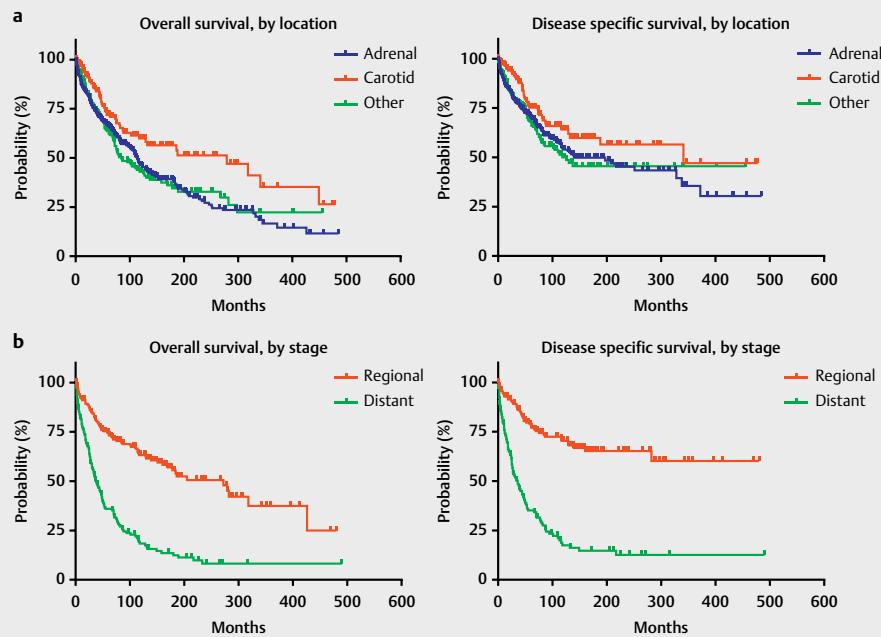 a
Overall survival, by location
Probability (%)
100
75
50
25
0
0 100 200 300 400 500 600
Months
Adrenal
Carotid
Other
Disease specific survival, by location
Probability (%)
100
75
50
25
0
0 100 200 300 400 500 600
Months
Adrenal
Carotid
Other
b
Overall survival, by stage
Probability (%)
100
75
50
25
0
0 100 200 300 400 500 600
Months
Regional
Distant
Disease specific survival, by stage
Probability (%)
100
75
50
25
0
0 100 200 300 400 500 600
Months
Regional
Distant